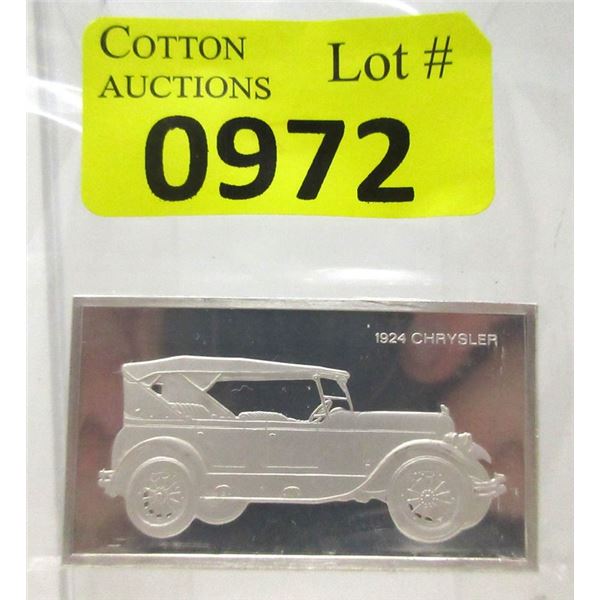 COTTON Lot #
AUCTIONS
0972
1924 CHRYSLER